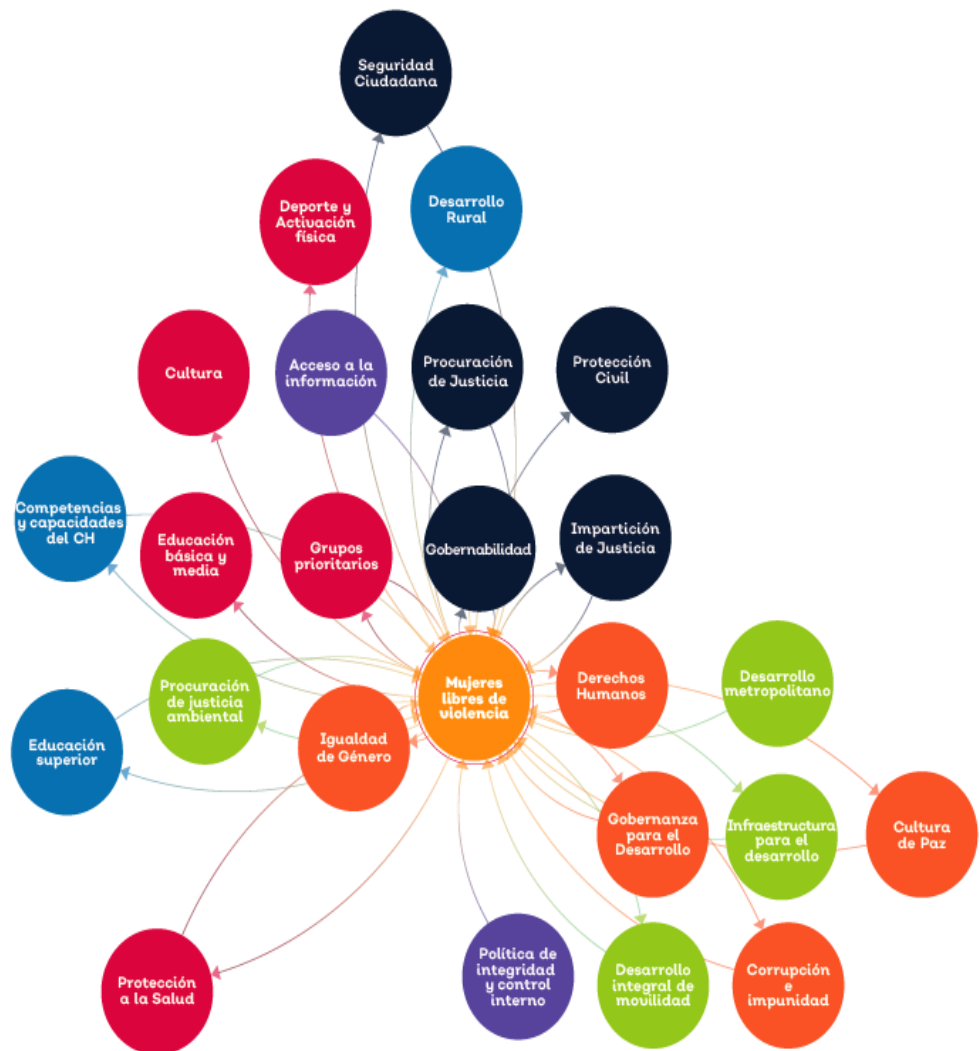 Seguridad
Ciudadana
Deporte y
Activación
física
Desarrollo
Rural
Cultura
Acceso a la
información
Procuración
de Justicia
Protección
Civil
Competencias
y capacidades
del CH
Educación
básica y
media
Grupos
prioritarios
Gobernabilidad
Impartición
de Justicia
Procuración
de justicia
ambiental
Mujeres
libres de
violencia
Derechos
Humanos
Desarrollo
metropolitano
Educación
superior
Igualdad
de Género
Gobernanza
para el
Desarrollo
Infraestructura
para el
desarrollo
Cultura
de Paz
Protección
a la Salud
Política de
integridad
y control
interno
Desarrollo
integral de
movilidad
Corrupción
e
impunidad